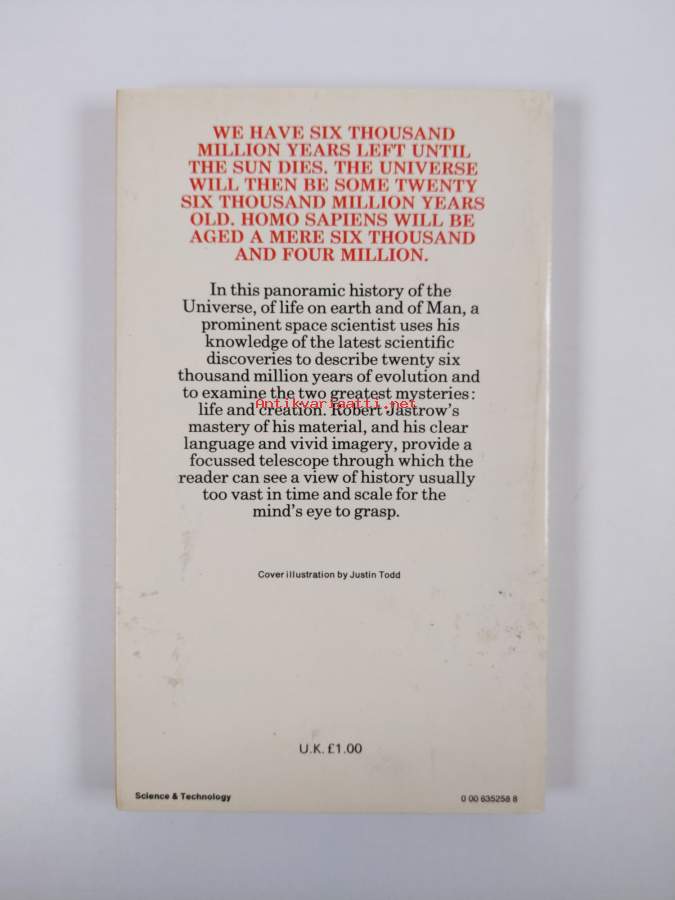 WE HAVE SIX THOUSAND
MILLION YEARS LEFT UNTIL
THE SUN DIES. THE UNIVERSE
WILL THEN BE SOME TWENTY
SIX THOUSAND MILLION YEARS
OLD. HOMO SAPIENS WILL BE
AGED A MERE SIX THOUSAND
AND FOUR MILLION.
In this panoramic history of the
Universe, of life on earth and of Man, a
prominent space scientist uses his
knowledge of the latest scientific
discoveries to describe twenty six
thousand million years of evolution and
to examine the two greatest mysteries:
Antikvariaatti.net
life and creation. Robert Jastrow's
mastery of his material, and his clear
language and vivid imagery, provide a
focussed telescope through which the
reader can see a view of history usually
too vast in time and scale for the
mind's eye to grasp.
Cover illustration by Justin Todd
U.K. £1.00
Science & Technology
0 00 635258 8